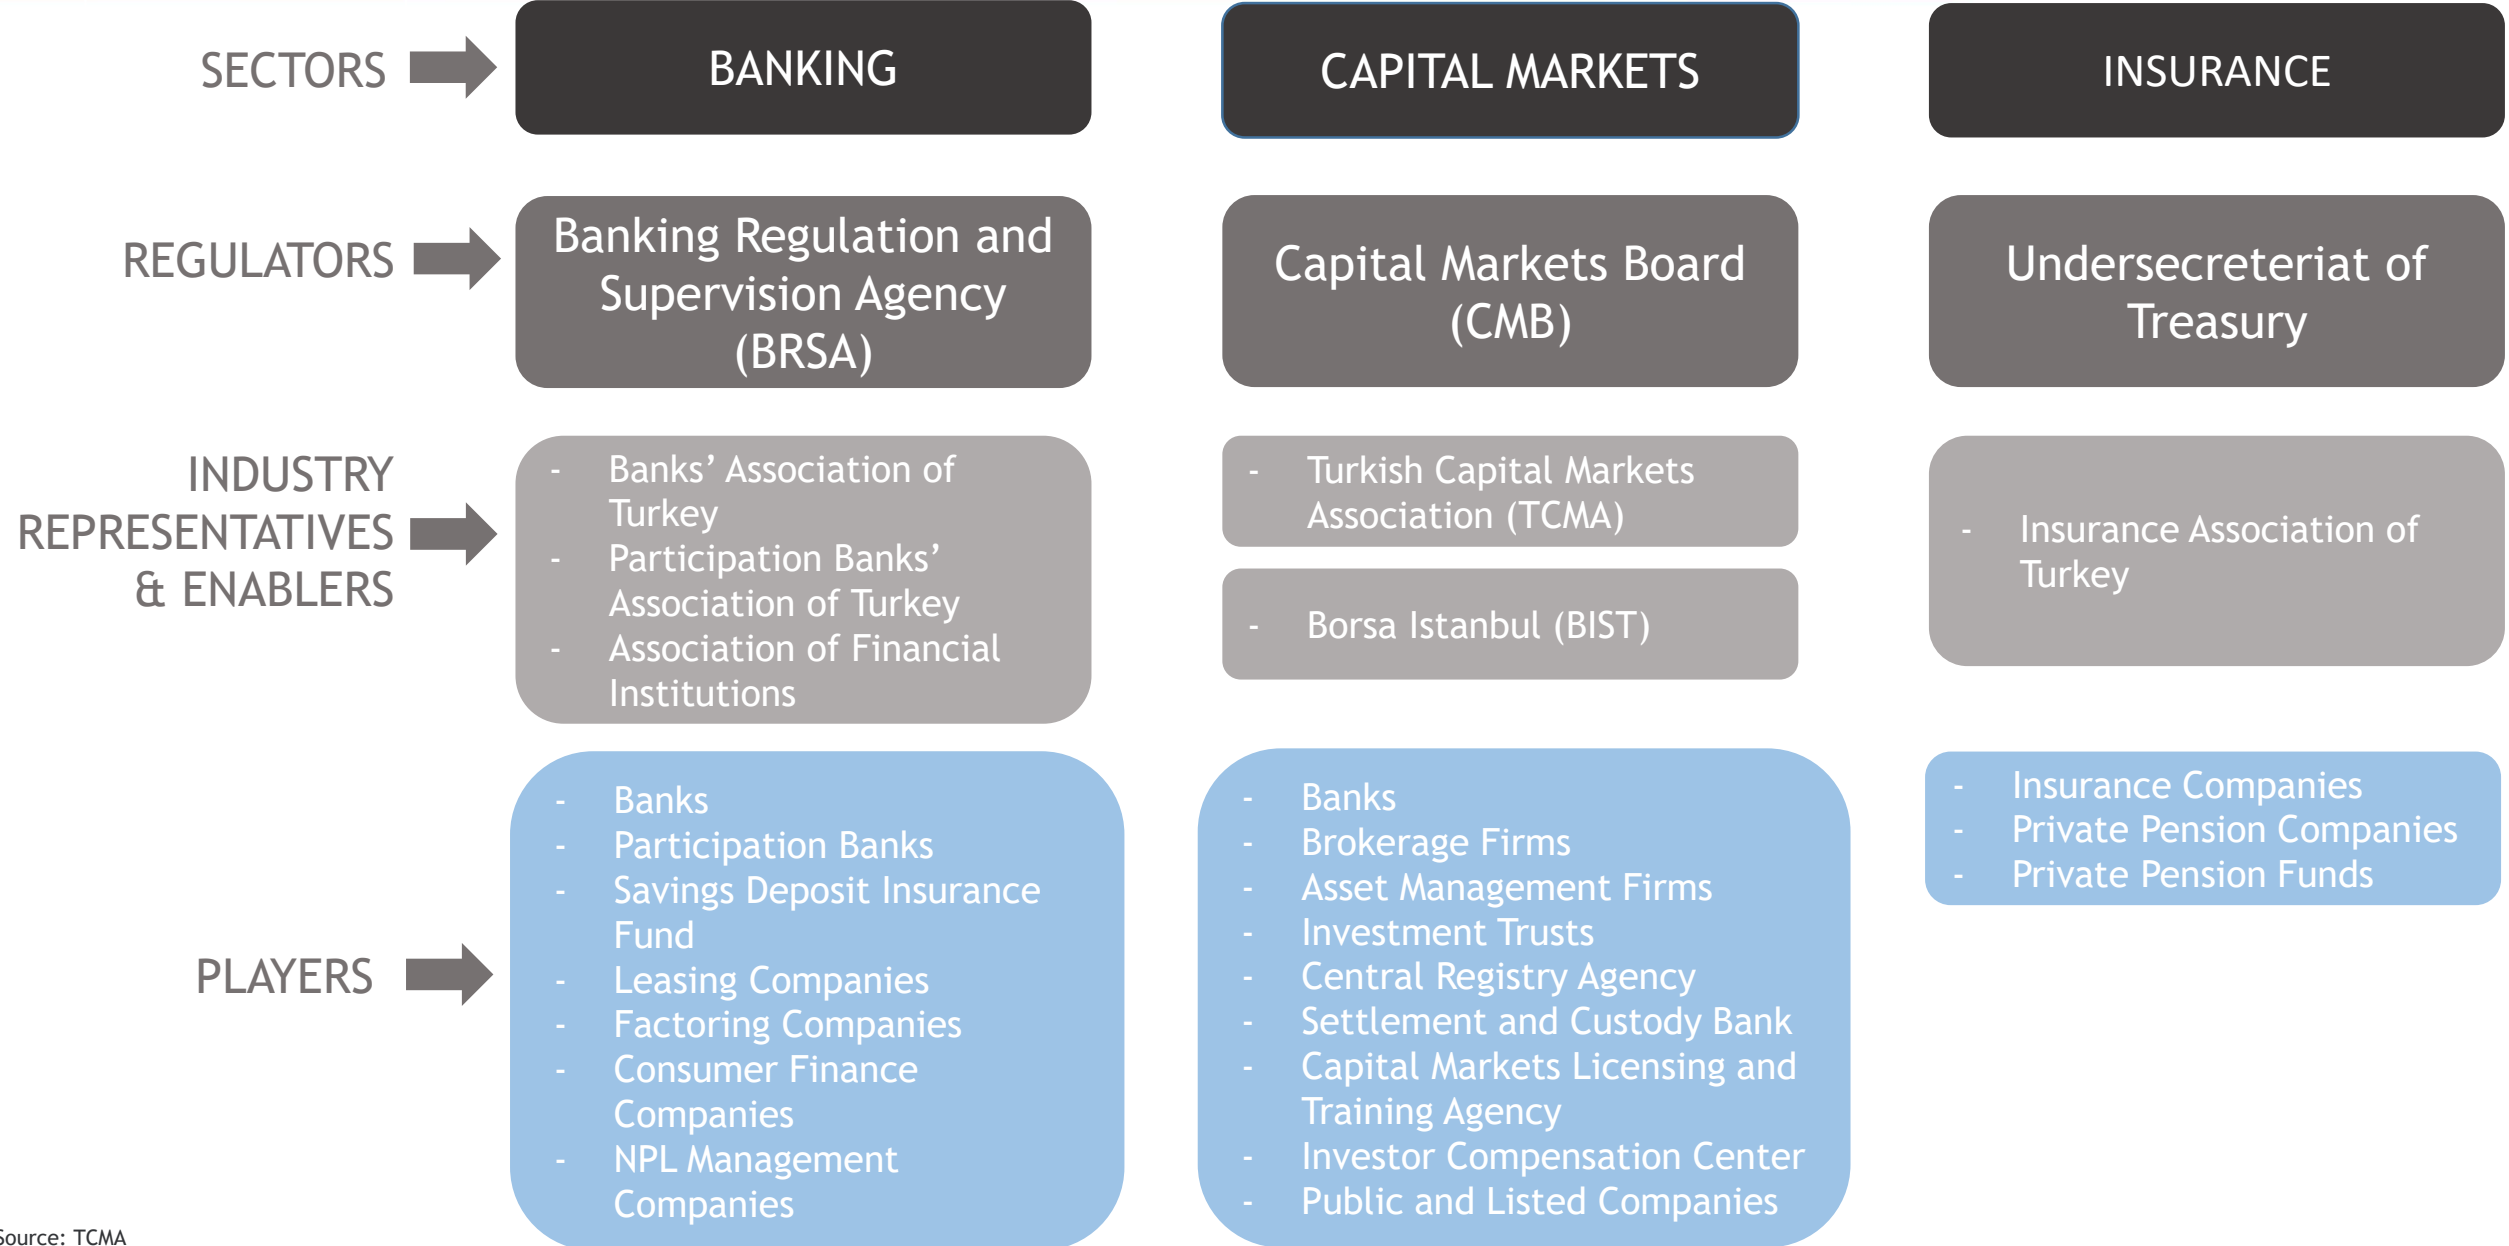 SECTORS
BANKING
CAPITAL MARKETS
INSURANCE
REGULATORS
Banking Regulation and
Supervision Agency
(BRSA)
Capital Markets Board
(CMB)
Undersecreteriat of
Treasury
INDUSTRY
REPRESENTATIVES
& ENABLERS
- Banks’ Association of
Turkey
- Participation Banks’
Association of Turkey
- Association of Financial
Institutions
- Turkish Capital Markets
Association (TCMA)
- Borsa Istanbul (BIST)
- Insurance Association of
Turkey
PLAYERS
- Banks
- Participation Banks
- Savings Deposit Insurance
Fund
- Leasing Companies
- Factoring Companies
- Consumer Finance
Companies
- NPL Management
Companies
- Banks
- Brokerage Firms
- Asset Management Firms
- Investment Trusts
- Central Registry Agency
- Settlement and Custody Bank
- Capital Markets Licensing and
Training Agency
- Investor Compensation Center
- Public and Listed Companies
- Insurance Companies
- Private Pension Companies
- Private Pension Funds
Source: TCMA